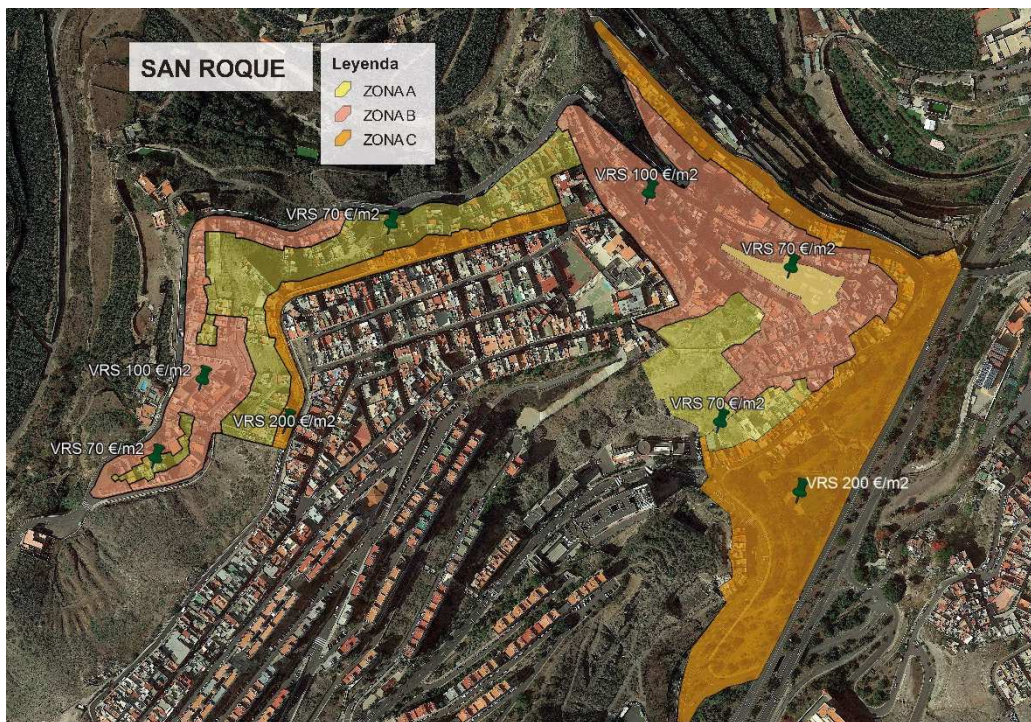 SAN ROQUE
Leyenda
ZONA A
ZONA B
ZONA C
VRS 100 €/m2
VRS 70 €/m2
VRS 70 €/m2
VRS 100 €/m2
VRS 70 €/m2
VRS 200 €/m2
VRS 70 €/m2
VRS 200 €/m2